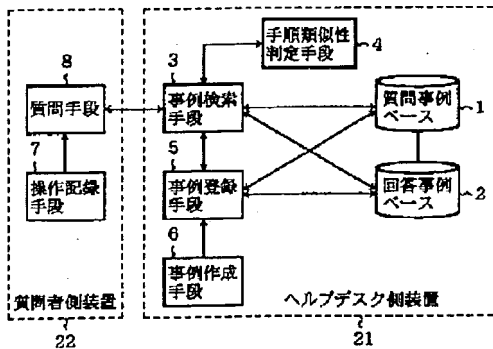 8
質問手段
7
操作記録
手段
質問者側装置
22
手順類似性
判定手段
4
3
事例検索
手段
質問事例
ベース
1
5
事例登録
手段
回答事例
ベース
2
6
事例作成
手段
ヘルプデスク側装置
21